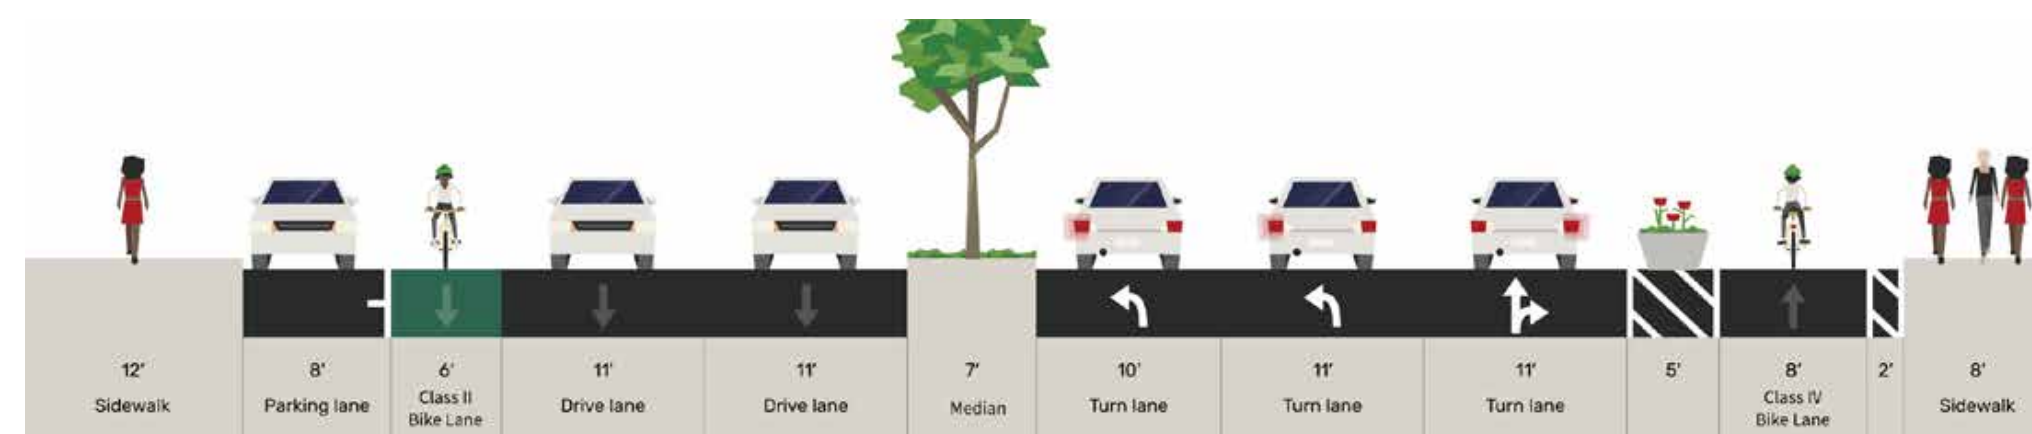 12' 8' 6' 11' 11' 7' 10' 11' 11' 5' 8' 2' 8'
Sidewalk Parking lane Class II Drive lane Drive lane Median Turn lane Turn lane Turn lane Class IV Sidewalk
Bike Lane Bike Lane